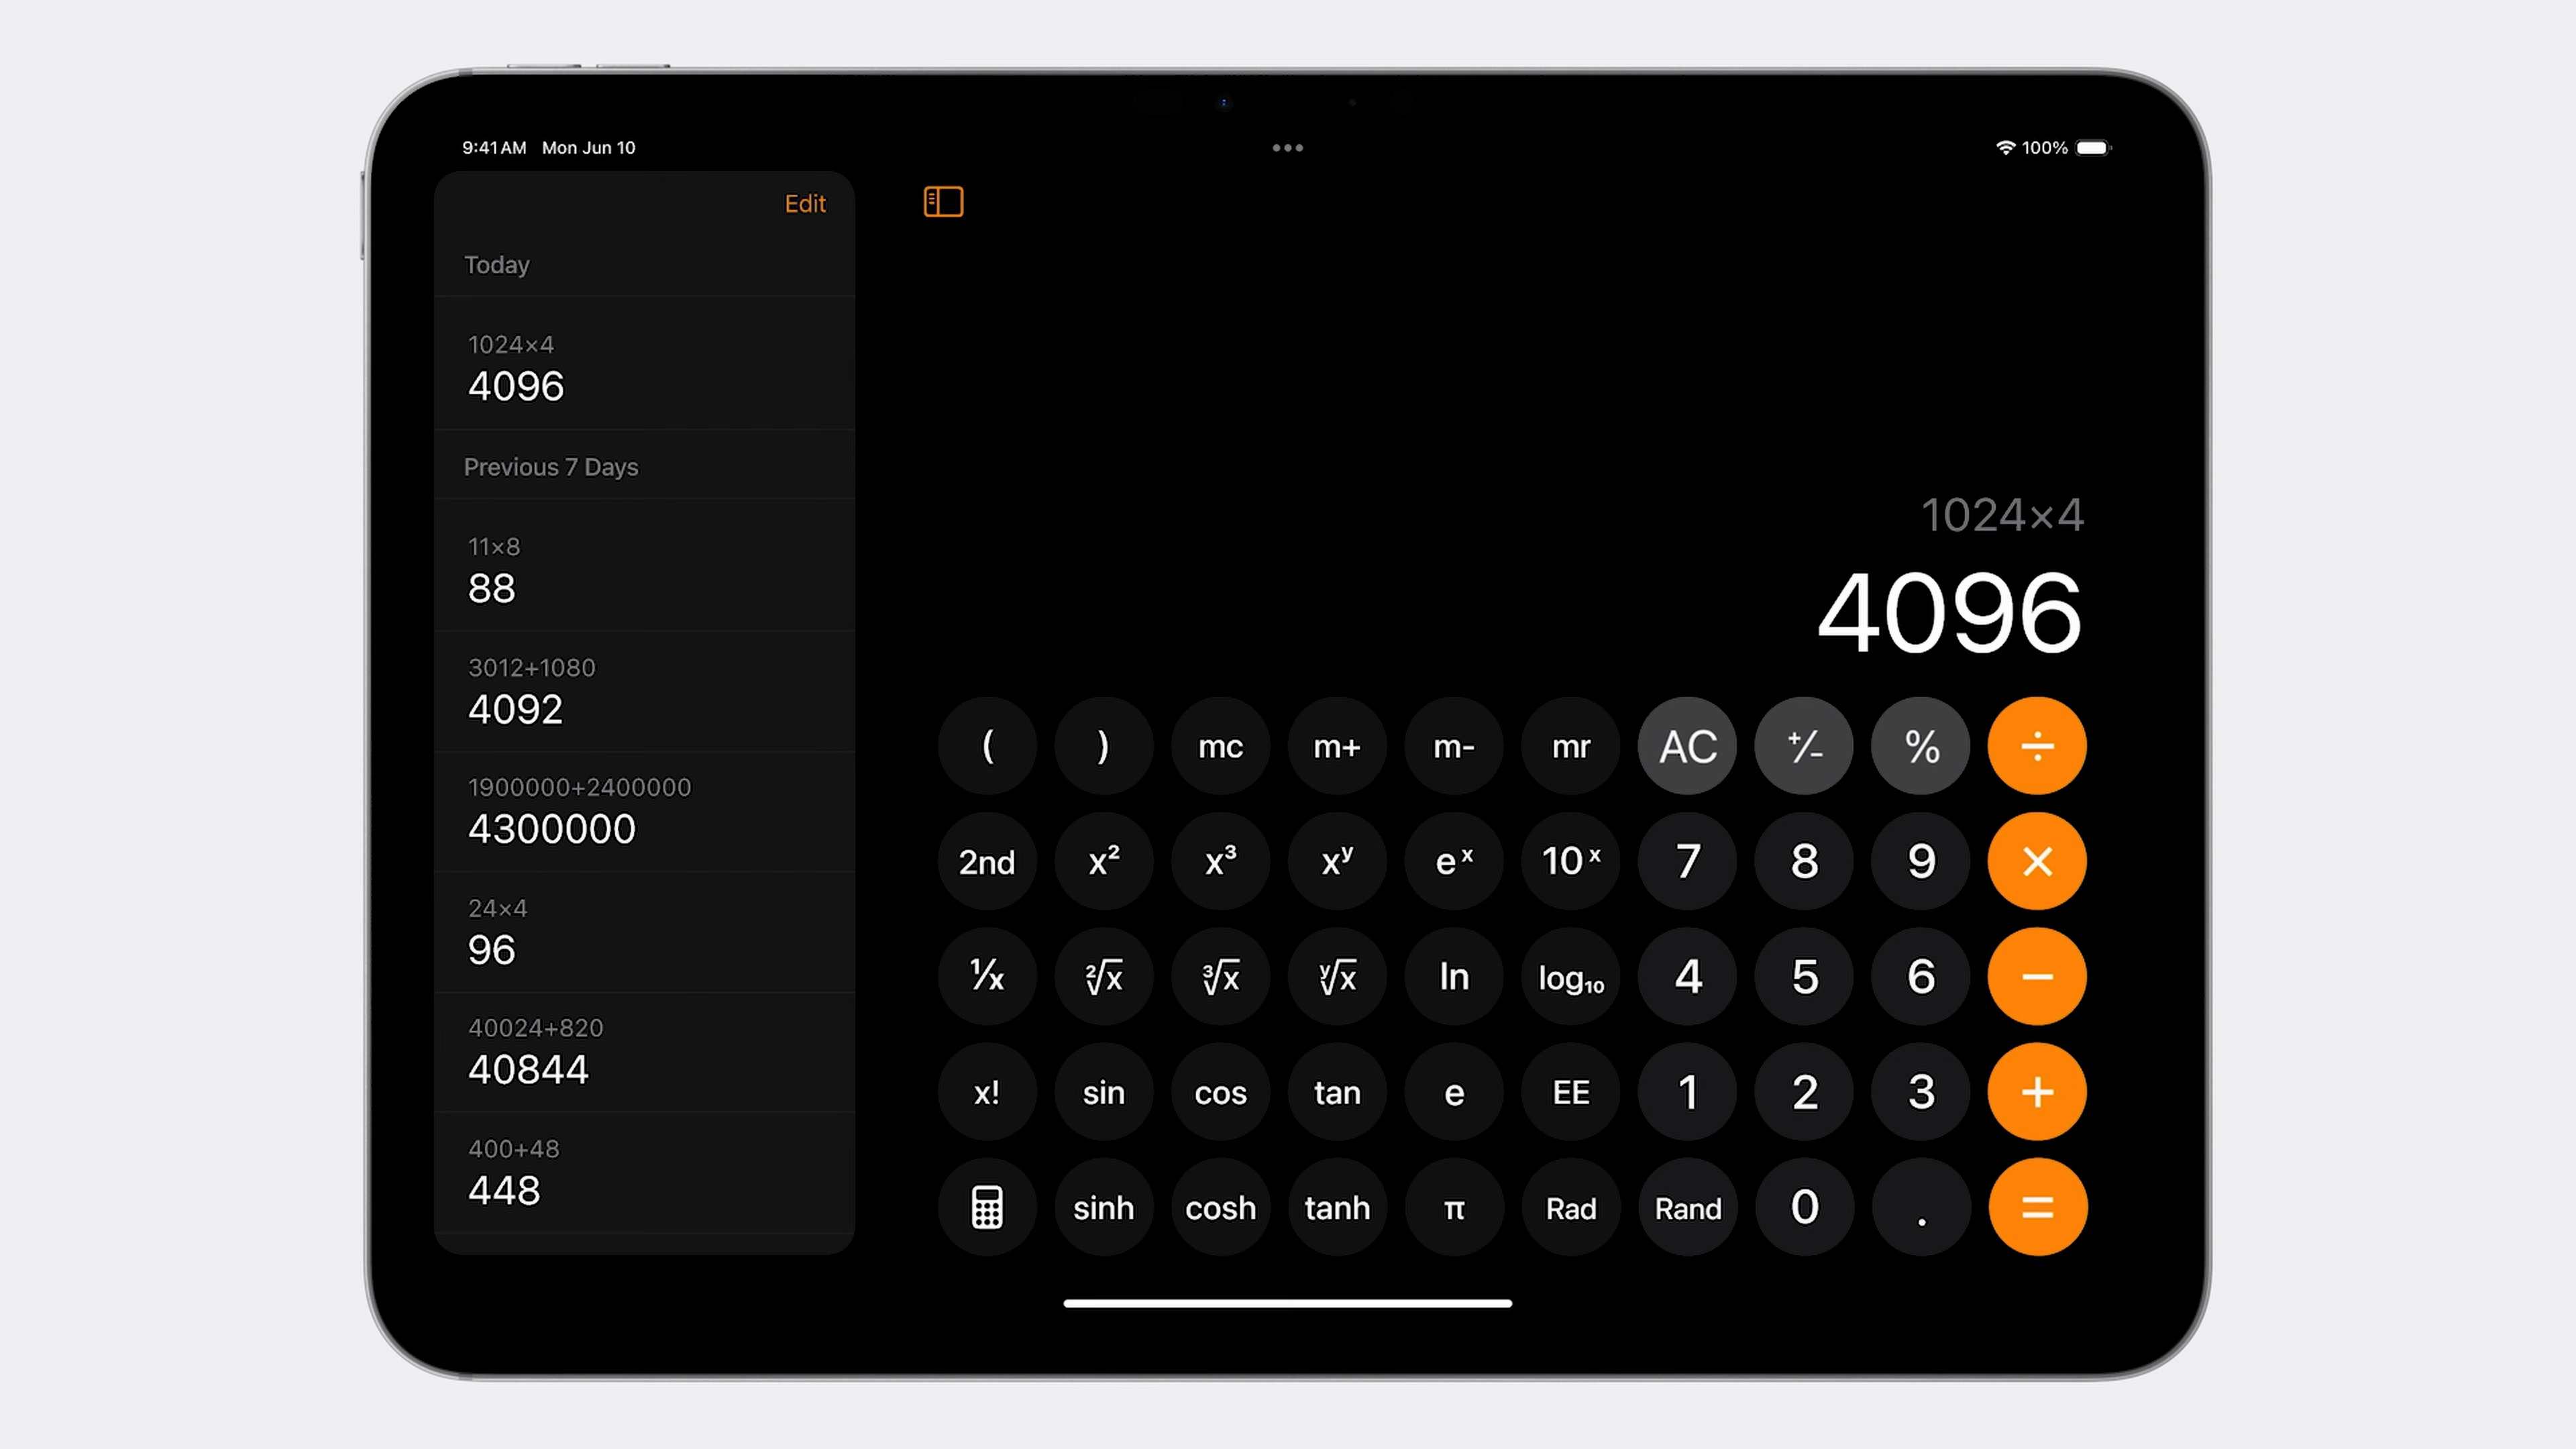 9:41 AM Mon Jun 10
100%
Edit
Today
1024×4
4096
Previous 7 Days
11×8
88
3012+1080
4092
1900000+2400000
4300000
24×4
96
40024+820
40844
400+48
448
1024×4
4096
( ) mc m+ m- mr AC +/− % ÷
2nd x² x³ xʸ eˣ 10ˣ 7 8 9 ×
1/x ²√x ³√x ʸ√x ln log₁₀ 4 5 6 −
x! sin cos tan e EE 1 2 3 +
sinh cosh tanh π Rad Rand 0 . =